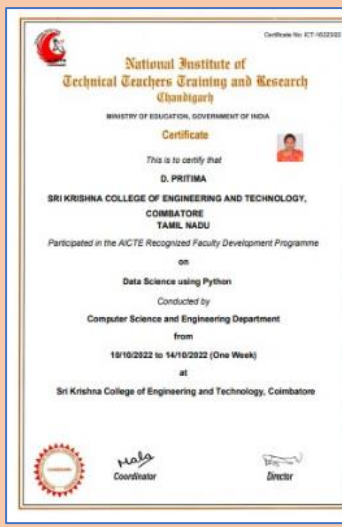 National Institute of
Technical Teachers Training and Research
Chandigarh
MINISTRY OF EDUCATION, GOVERNMENT OF INDIA
Certificate
This is to certify that
D. PRITIMA
SRI KRISHNA COLLEGE OF ENGINEERING AND TECHNOLOGY,
COIMBATORE
TAMIL NADU
Participated in the AICTE Recognized Faculty Development Programme
on
Data Science using Python
Conducted by
Computer Science and Engineering Department
from
10/10/2022 to 14/10/2022 (One Week)
at
Sri Krishna College of Engineering and Technology, Coimbatore
Mala
Coordinator
Director